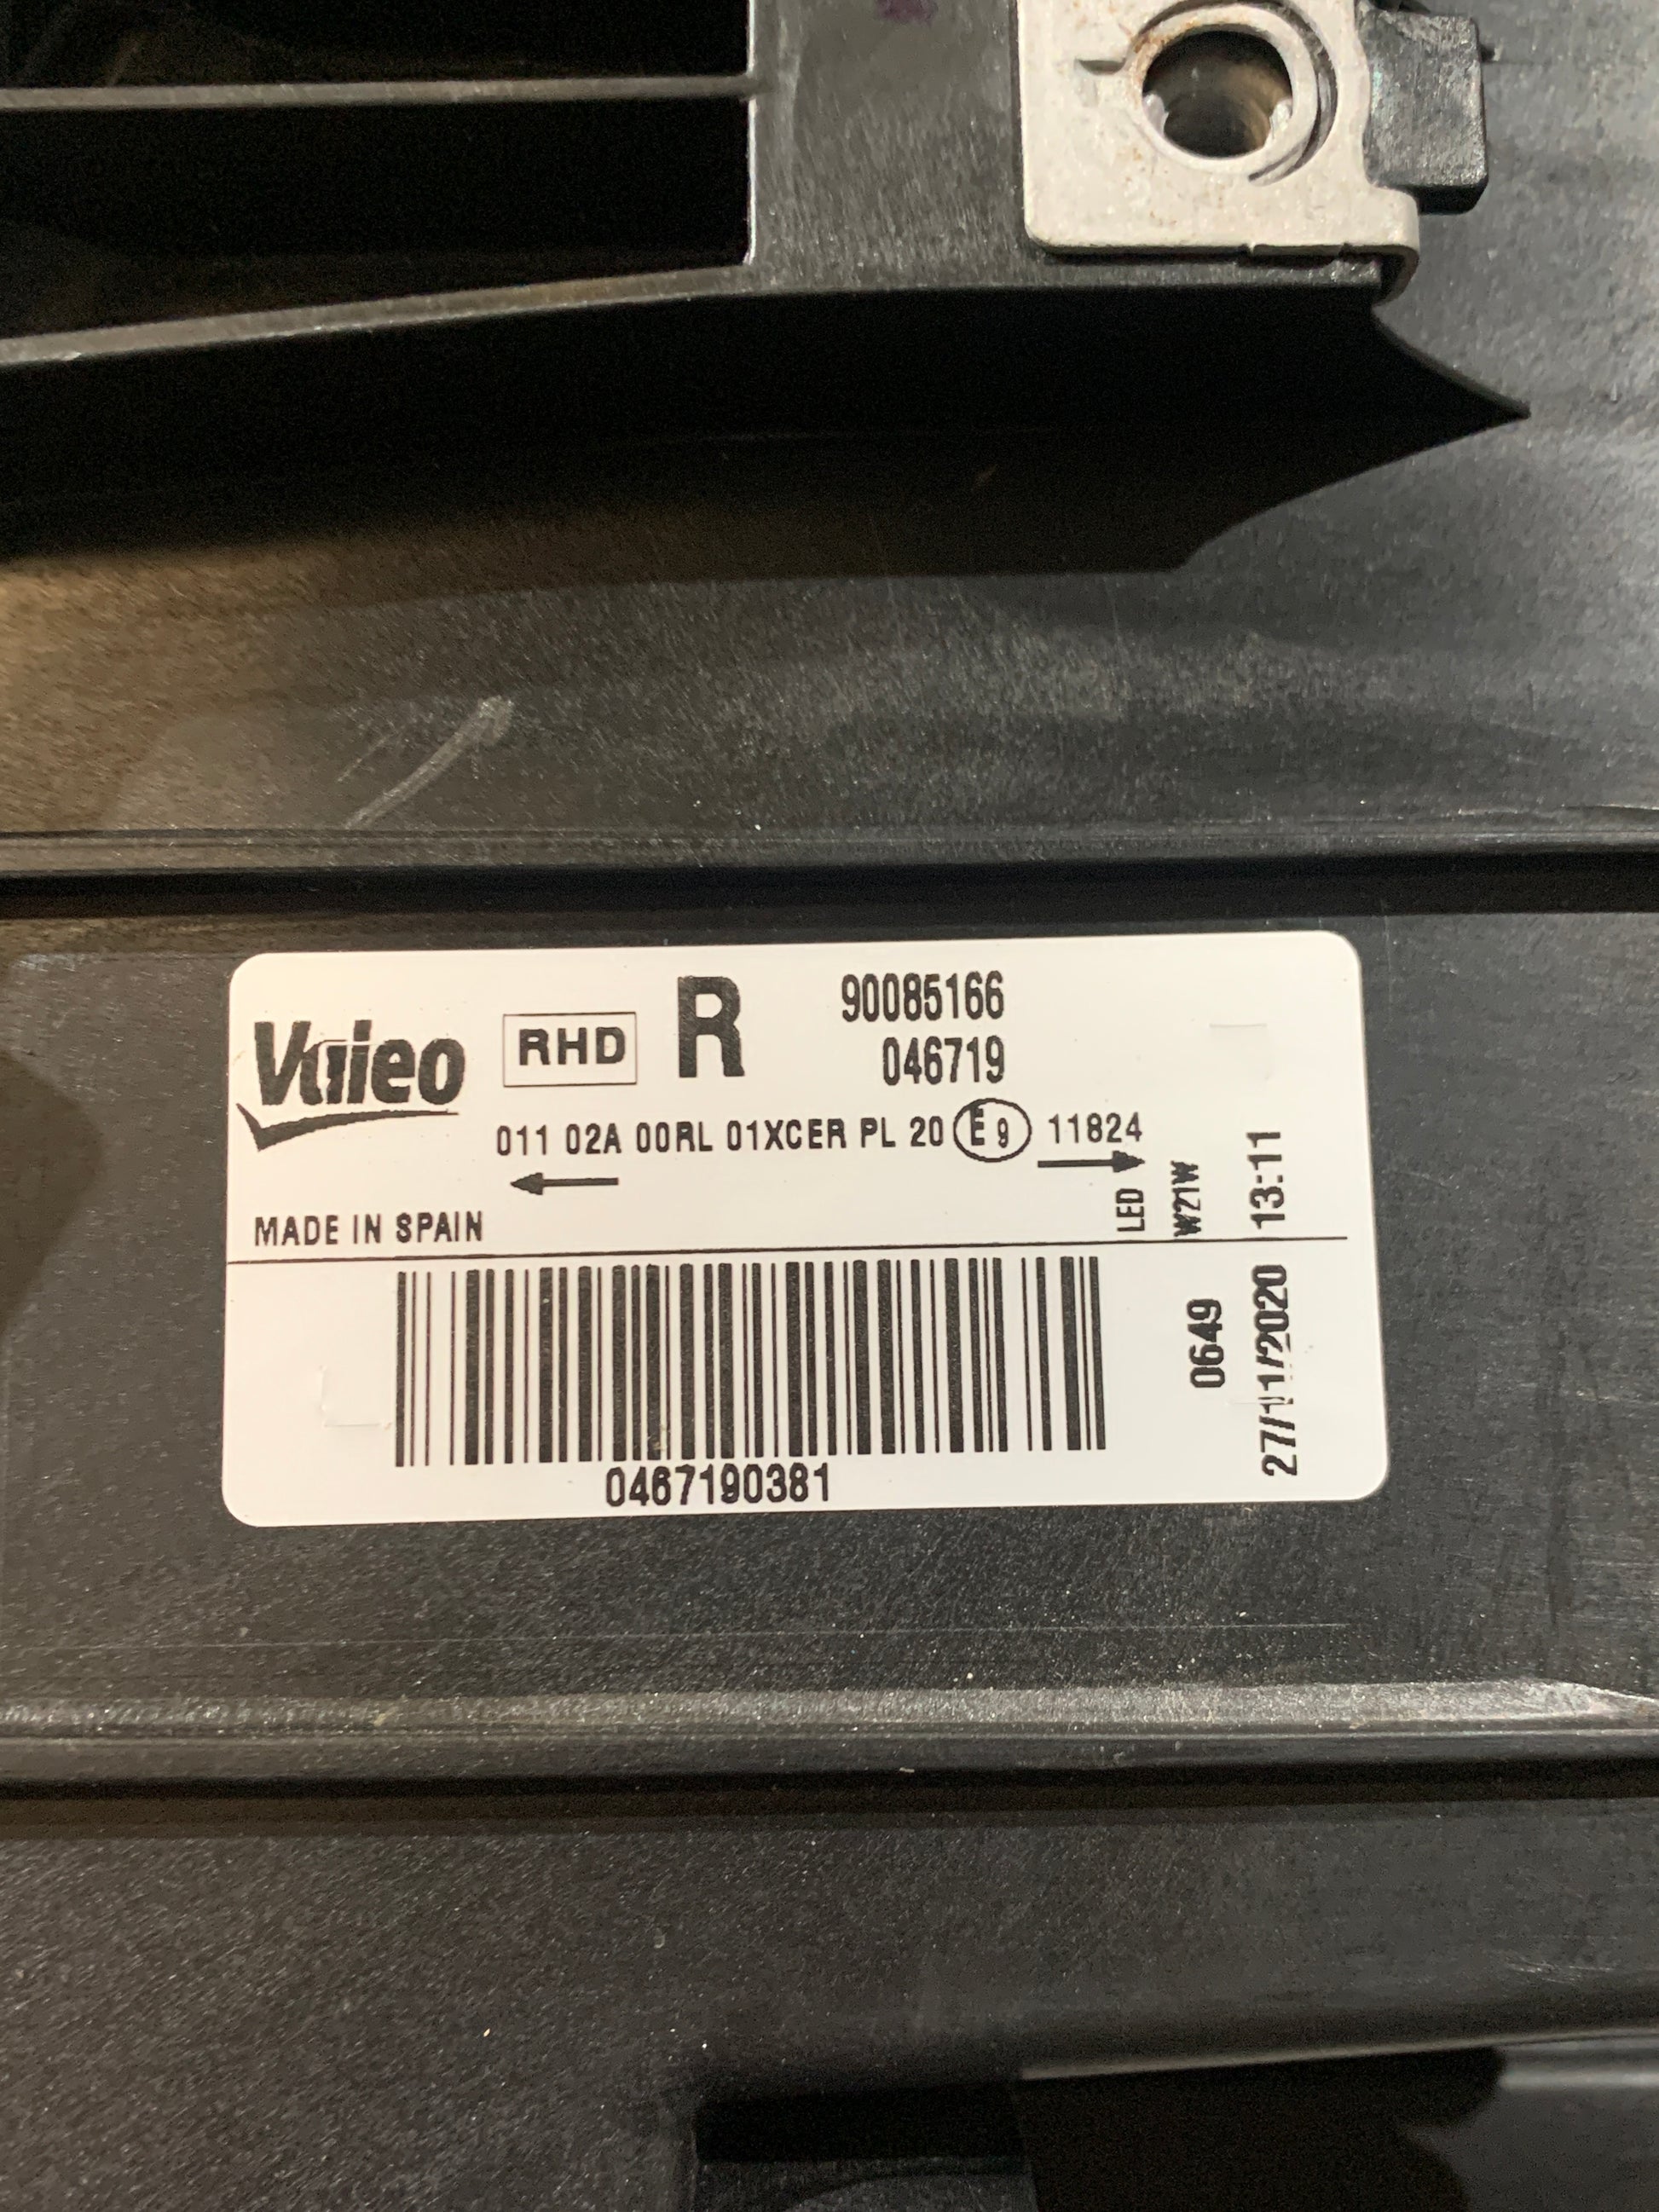 Valeo RHD R 90085166
046719
011 02A 00RL 01XCER PL 20 E9 11824
← →
MADE IN SPAIN
LED
W21W
0649
27/11/2020 13:11
0467190381